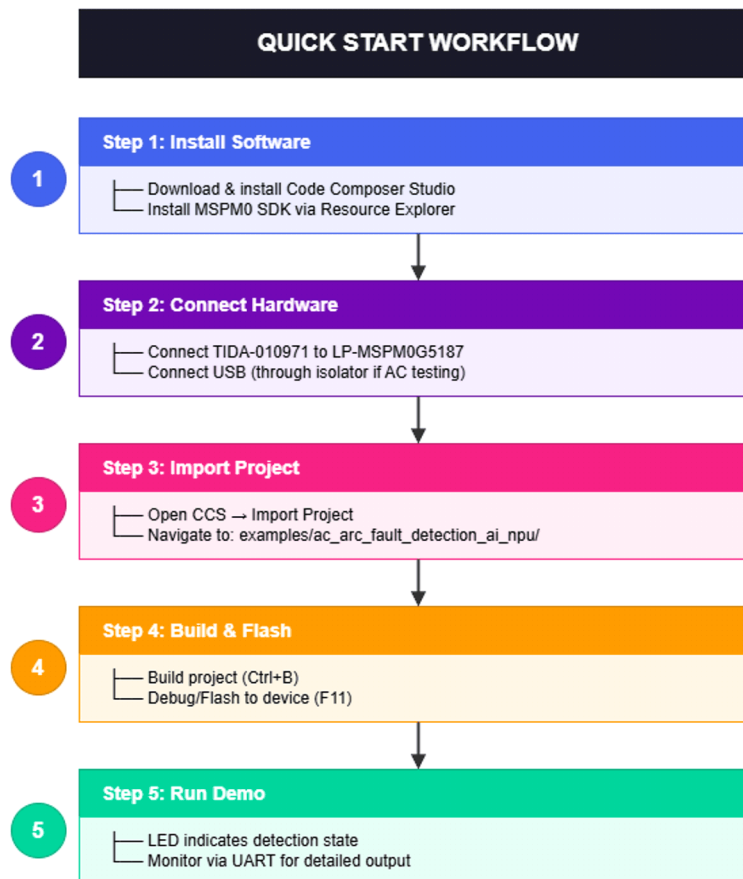 QUICK START WORKFLOW
Step 1: Install Software
1
Download & install Code Composer Studio
Install MSPM0 SDK via Resource Explorer
Step 2: Connect Hardware
2
Connect TIDA-010971 to LP-MSPM0G5187
Connect USB (through isolator if AC testing)
Step 3: Import Project
3
Open CCS → Import Project
Navigate to: examples/ac_arc_fault_detection_ai_npu/
Step 4: Build & Flash
4
Build project (Ctrl+B)
Debug/Flash to device (F11)
Step 5: Run Demo
5
LED indicates detection state
Monitor via UART for detailed output